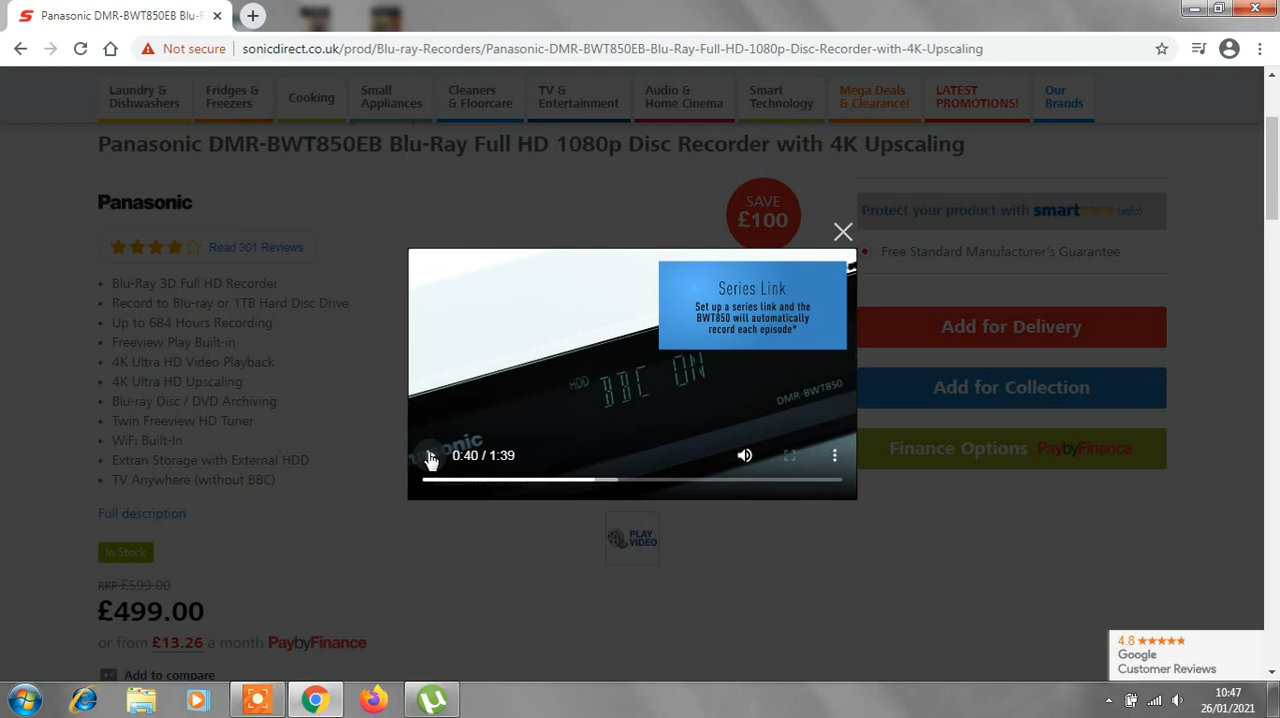 Panasonic DMR-BWT850EB Blu-R
Not secure
sonicdirect.co.uk/prod/Blu-ray-Recorders/Panasonic-DMR-BWT850EB-Blu-Ray-Full-HD-1080p-Disc-Recorder-with-4K-Upscaling
Laundry & Dishwashers
Fridges & Freezers
Cooking
Small Appliances
Cleaners & Floorcare
TV & Entertainment
Audio & Home Cinema
Smart Technology
Mega Deals & Clearance!
LATEST PROMOTIONS!
Our Brands
Panasonic DMR-BWT850EB Blu-Ray Full HD 1080p Disc Recorder with 4K Upscaling
Panasonic
SAVE
£100
Protect your product with smartcare (info)
Read 301 Reviews
Free Standard Manufacturer's Guarantee
Blu-Ray 3D Full HD Recorder
Record to Blu-ray or 1TB Hard Disc Drive
Up to 684 Hours Recording
Freeview Play Built-in
4K Ultra HD Video Playback
4K Ultra HD Upscaling
Blu-ray Disc / DVD Archiving
Twin Freeview HD Tuner
WiFi Built-In
Extran Storage with External HDD
TV Anywhere (without BBC)
Full description
Series Link
Set up a series link and the
BWT850 will automatically
record each episode*
HDD
BBC ON
DMR-BWT850
0:40 / 1:39
Add for Delivery
Add for Collection
Finance Options PaybyFinance
PLAY
VIDEO
In Stock
RRP £599.00
£499.00
or from £13.26 a month PaybyFinance
Add to compare
4.8
Google
Customer Reviews
10:47
26/01/2021